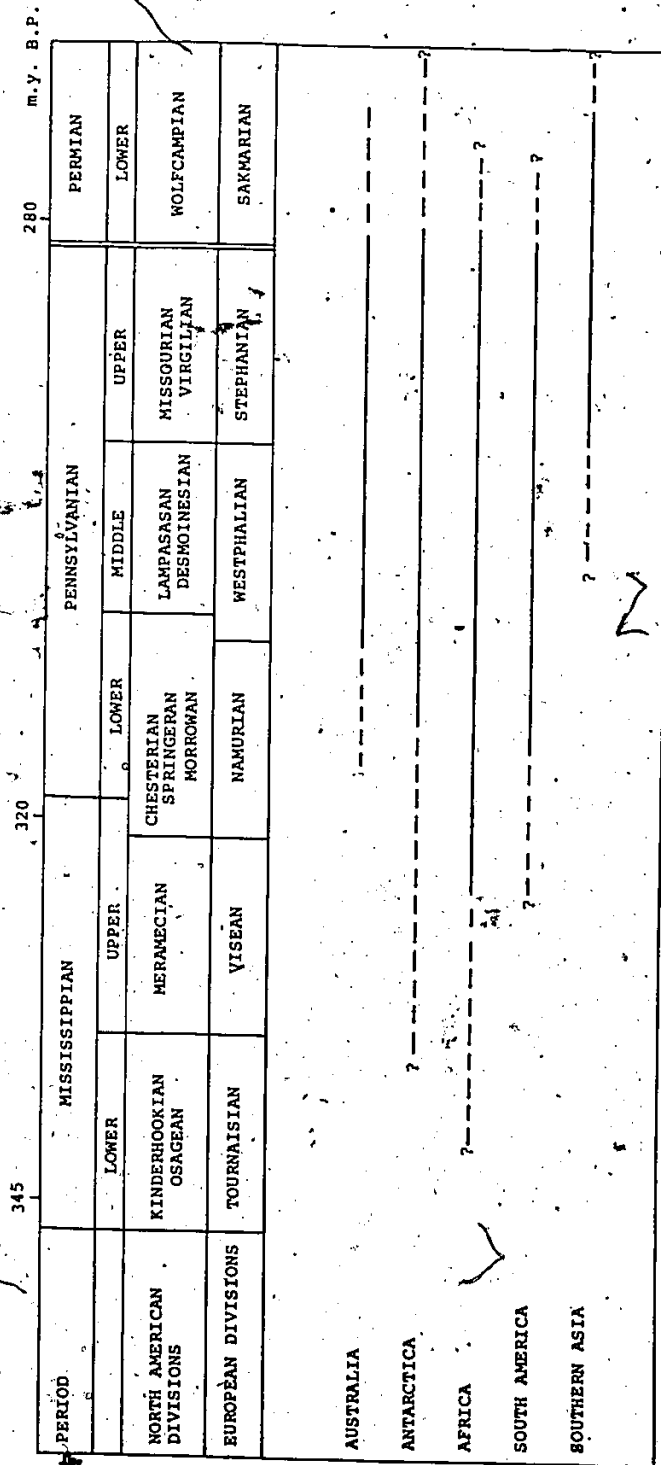 m.y. B.P.
345
320
280
PERIOD
MISSISSIPPIAN
PENNSYLVANIAN
PERMIAN
LOWER
UPPER
LOWER
MIDDLE
UPPER
LOWER
NORTH AMERICAN
DIVISIONS
KINDERHOOKIAN
OSAGEAN
MERAMECIAN
CHESTERIAN
SPRINGERAN
MORROWAN
LAMPASASAN
DESMOINESIAN
MISSOURIAN
VIRGILIAN
WOLFCAMPIAN
EUROPEAN DIVISIONS
TOURNAISIAN
VISEAN
NAMURIAN
WESTPHALIAN
STEPHANIAN
SAKMARIAN
AUSTRALIA
ANTARCTICA
? ?
AFRICA
? ?
SOUTH AMERICA
? ?
SOUTHERN ASIA
? ?